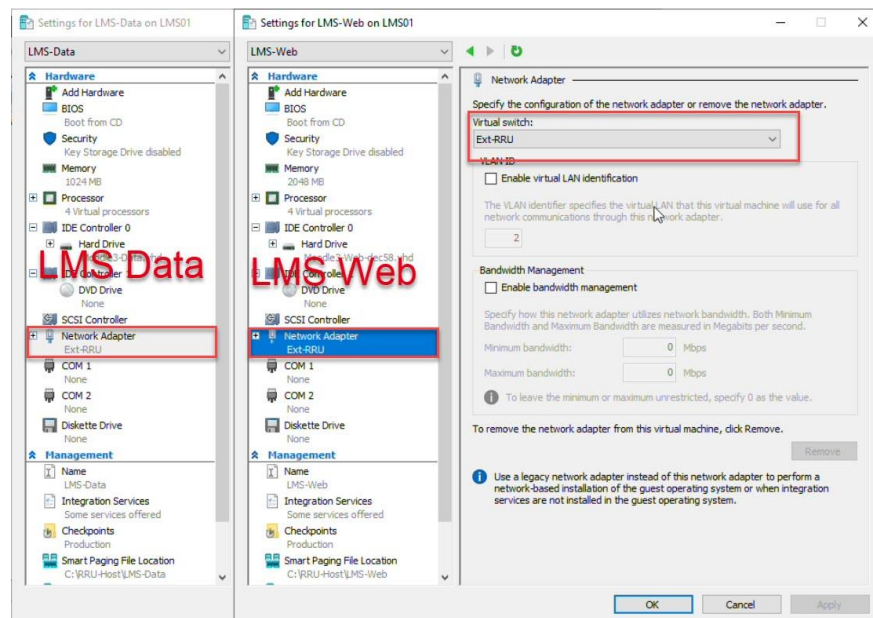 Settings for LMS-Data on LMS01
LMS-Data
Hardware
Add Hardware
BIOS
Boot from CD
Security
Key Storage Drive disabled
Memory
1024 MB
Processor
4 Virtual processors
IDE Controller 0
Hard Drive
LMS Data
DVD Drive
None
SCSI Controller
Network Adapter
Ext-RRU
COM 1
None
COM 2
None
Diskette Drive
None
Management
Name
LMS-Data
Integration Services
Some services offered
Checkpoints
Production
Smart Paging File Location
C:\RRU-Host\LMS-Data
Settings for LMS-Web on LMS01
LMS-Web
Hardware
Add Hardware
BIOS
Boot from CD
Security
Key Storage Drive disabled
Memory
2048 MB
Processor
4 Virtual processors
IDE Controller 0
Hard Drive
LMS Web
DVD Drive
None
SCSI Controller
Network Adapter
Ext-RRU
COM 1
None
COM 2
None
Diskette Drive
None
Management
Name
LMS-Web
Integration Services
Some services offered
Checkpoints
Production
Smart Paging File Location
C:\RRU-Host\LMS-Web
Network Adapter
Specify the configuration of the network adapter or remove the network adapter.
Virtual switch:
Ext-RRU
VLAN ID
Enable virtual LAN identification
The VLAN identifier specifies the virtual LAN that this virtual machine will use for all
network communications through this network adapter.
2
Bandwidth Management
Enable bandwidth management
Specify how this network adapter utilizes network bandwidth. Both Minimum
Bandwidth and Maximum Bandwidth are measured in Megabits per second.
Minimum bandwidth: 0 Mbps
Maximum bandwidth: 0 Mbps
To leave the minimum or maximum unrestricted, specify 0 as the value.
To remove the network adapter from this virtual machine, click Remove.
Remove
Use a legacy network adapter instead of this network adapter to perform a
network-based installation of the guest operating system or when integration
services are not installed in the guest operating system.
OK Cancel Apply